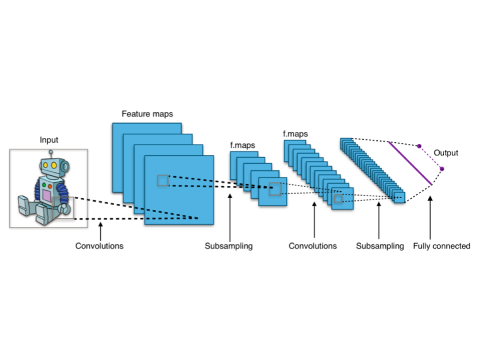 Feature maps
f.maps
Input
f.maps
Output
Convolutions
Subsampling
Convolutions
Subsampling
Fully connected